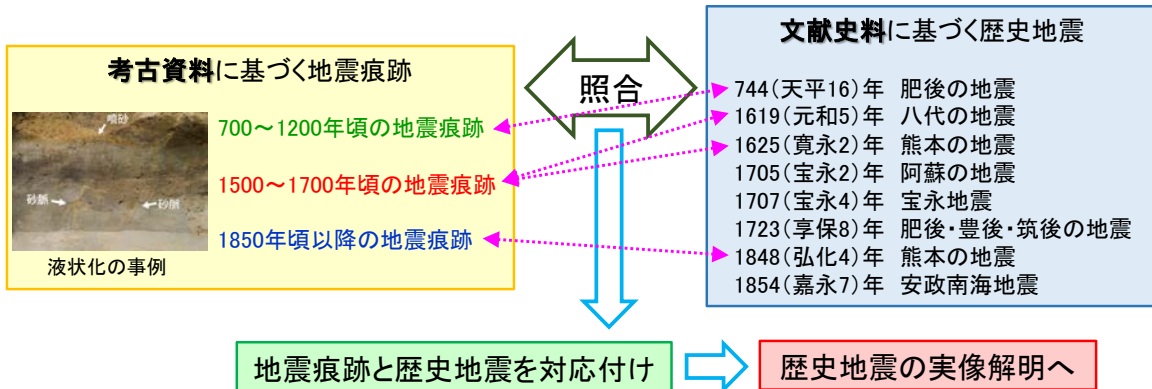 考古資料に基づく地震痕跡
噴砂
砂脈
砂脈
液状化の事例
700～1200年頃の地震痕跡
1500～1700年頃の地震痕跡
1850年頃以降の地震痕跡
照合
文献史料に基づく歴史地震
744(天平16)年 肥後の地震
1619(元和5)年 八代の地震
1625(寛永2)年 熊本の地震
1705(宝永2)年 阿蘇の地震
1707(宝永4)年 宝永地震
1723(享保8)年 肥後・豊後・筑後の地震
1848(弘化4)年 熊本の地震
1854(嘉永7)年 安政南海地震
地震痕跡と歴史地震を対応付け
歴史地震の実像解明へ